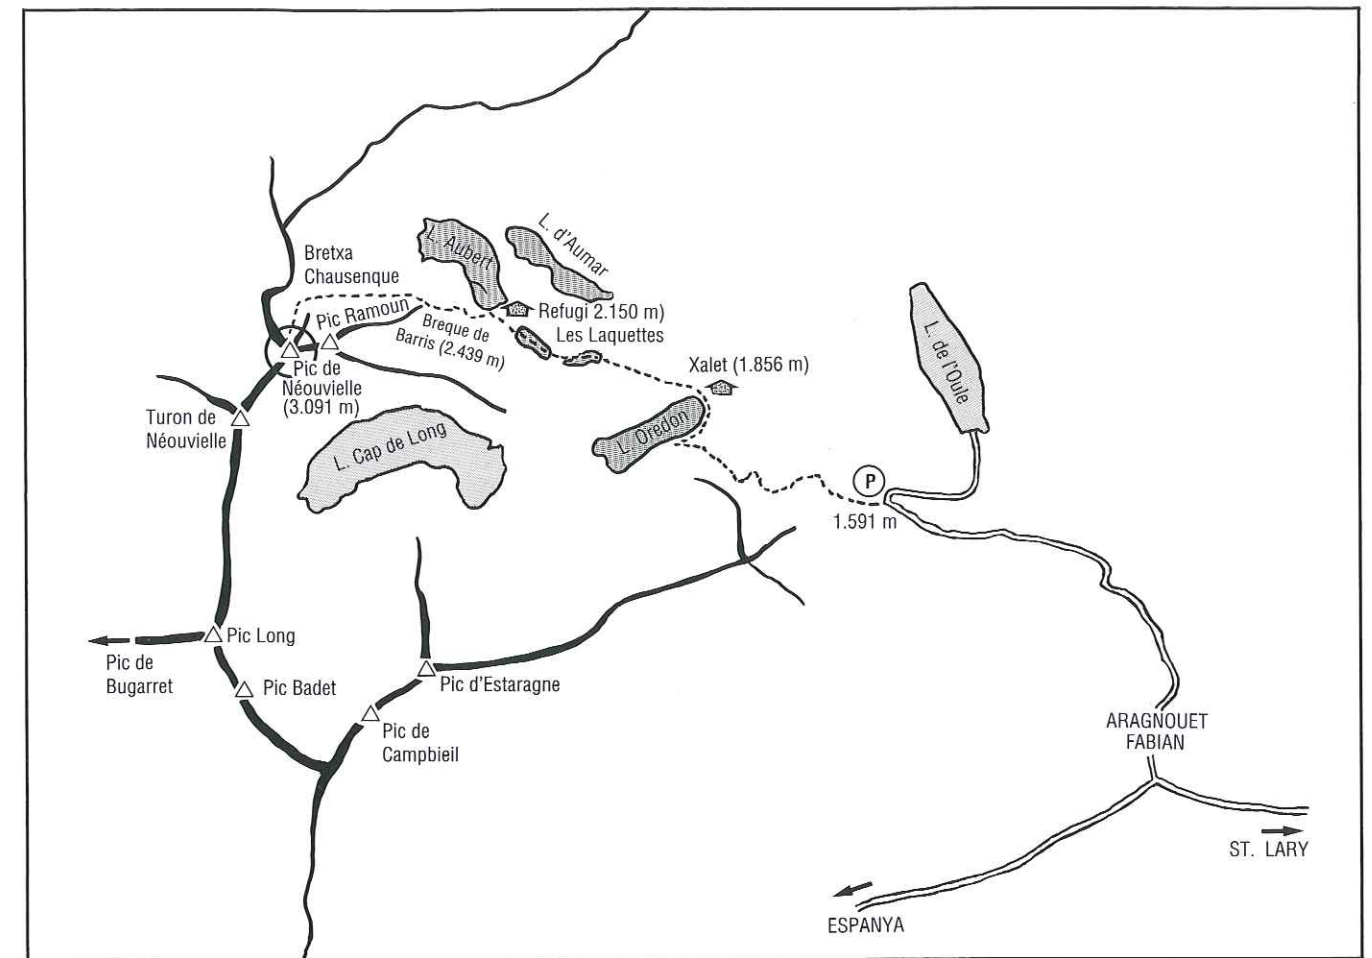 Bretxa
Chausenque
L. Aubert
L. d'Aumar
Refugi 2.150 m)
Les Laquettes
Pic Ramoun
Breque de
Barris (2.439 m)
Pic de
Néouvielle
(3.091 m)
Turon de
Néouvielle
L. Cap de Long
Xalet (1.856 m)
L. Oredon
L. de l'Oule
P
1.591 m
Pic Long
Pic de
Bugarret
Pic Badet
Pic d'Estaragne
Pic de
Campbieil
ARAGNOUET
FABIAN
ST. LARY
ESPANYA